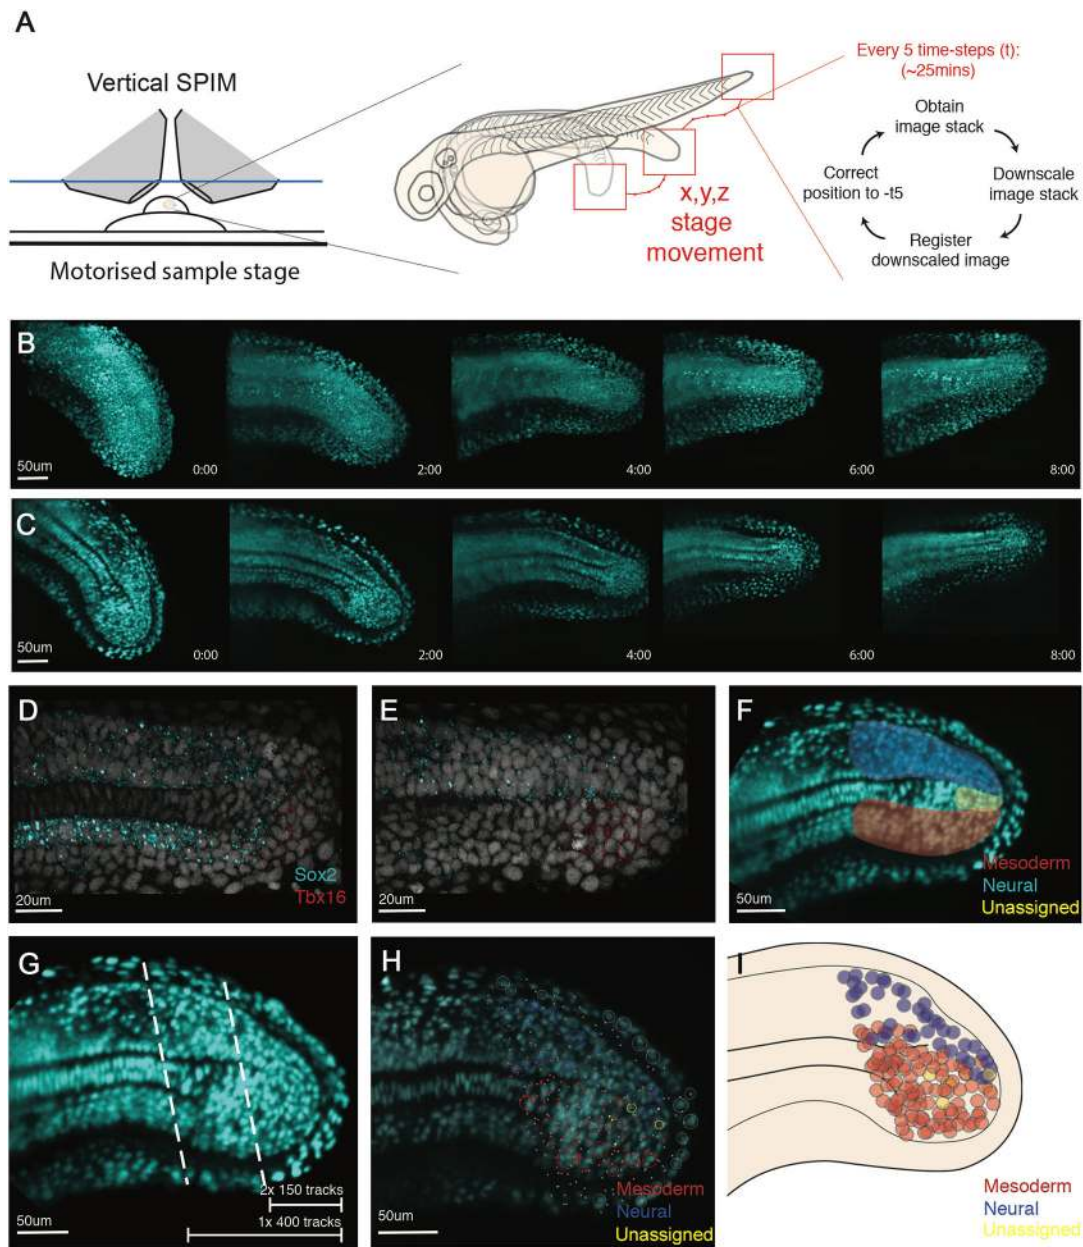 A
Vertical SPIM
Motorised sample stage
x,y,z
stage
movement
Every 5 time-steps (t):
(~25mins)
Obtain
image stack
Downscale
image stack
Register
downscaled image
Correct
position to -t5
B
50um
0:00
2:00
4:00
6:00
8:00
C
50um
0:00
2:00
4:00
6:00
8:00
D
Sox2
Tbx16
20um
E
20um
F
Mesoderm
Neural
Unassigned
50um
G
2x 150 tracks
1x 400 tracks
50um
H
Mesoderm
Neural
Unassigned
50um
I
Mesoderm
Neural
Unassigned